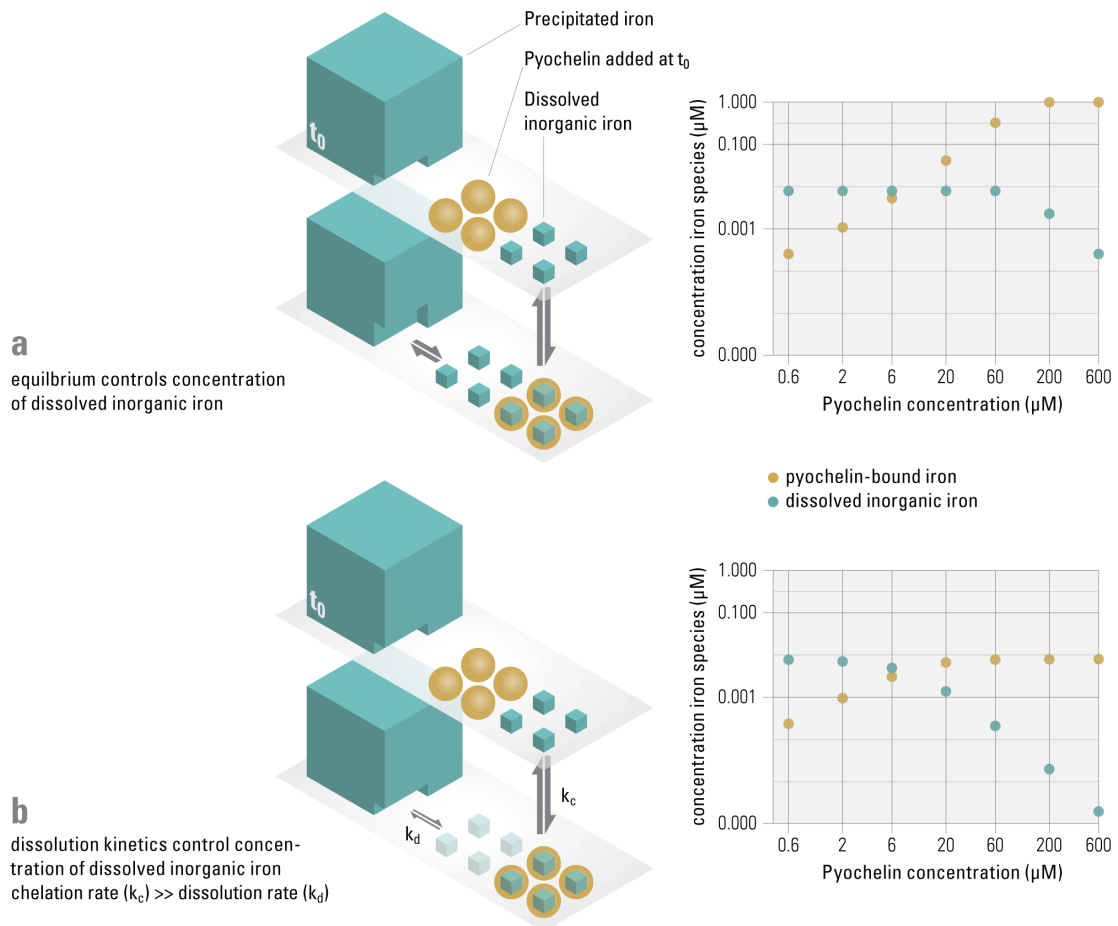 Precipitated iron
Pyochelin added at t0
Dissolved
inorganic iron
t0
a
equilbrium controls concentration
of dissolved inorganic iron
concentration iron species (µM)
1.000
0.100
0.001
0.000
0.6 2 6 20 60 200 600
Pyochelin concentration (µM)
pyochelin-bound iron
dissolved inorganic iron
t0
kc
kd
b
dissolution kinetics control concen-
tration of dissolved inorganic iron
chelation rate (kc) >> dissolution rate (kd)
concentration iron species (µM)
1.000
0.100
0.001
0.000
0.6 2 6 20 60 200 600
Pyochelin concentration (µM)